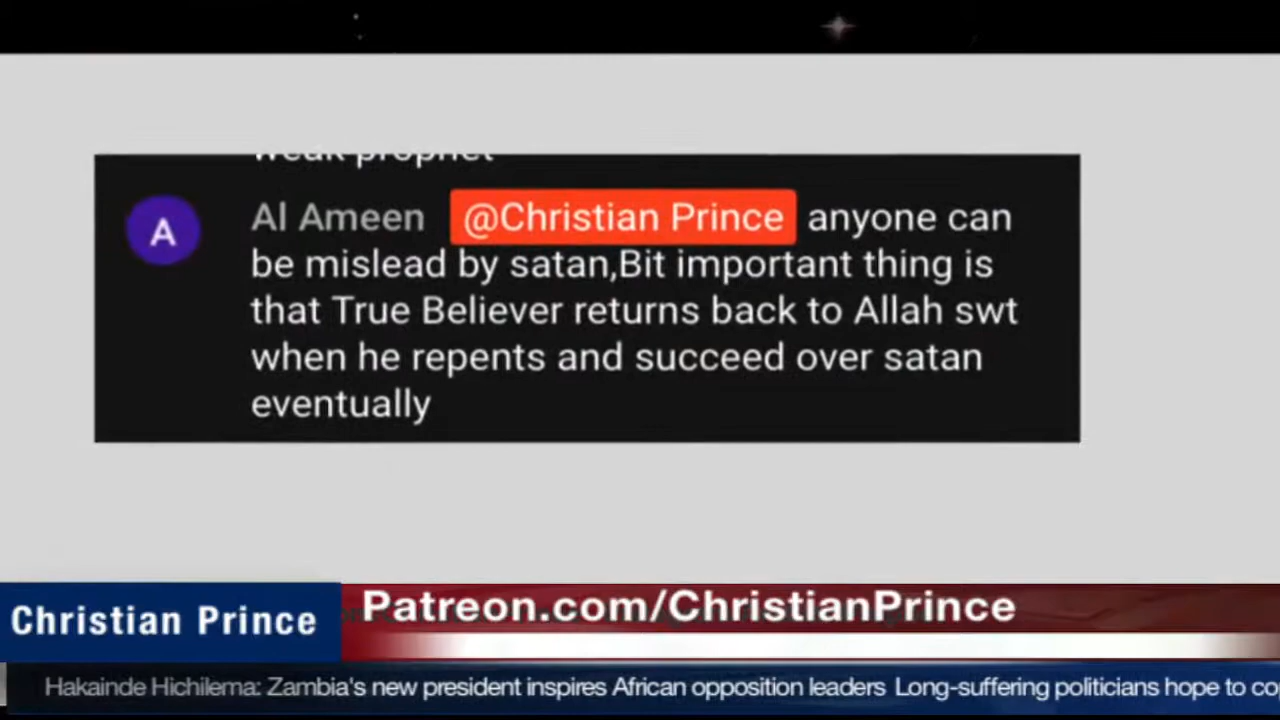 weak prophet
A
Al Ameen @Christian Prince anyone can
be mislead by satan,Bit important thing is
that True Believer returns back to Allah swt
when he repents and succeed over satan
eventually
Christian Prince
Patreon.com/ChristianPrince
Hakainde Hichilema: Zambia's new president inspires African opposition leaders Long-suffering politicians hope to co